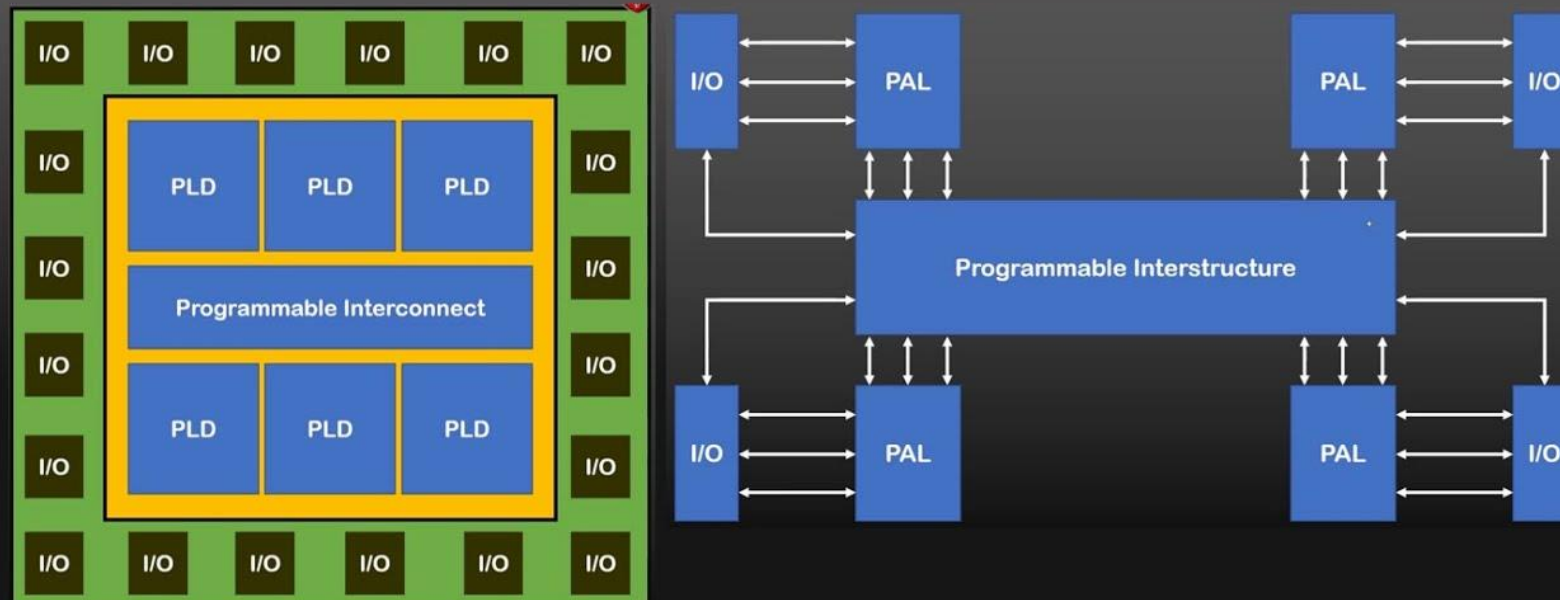 I/O I/O I/O I/O I/O I/O
I/O I/O
PLD PLD PLD
I/O I/O
Programmable Interconnect
I/O I/O
PLD PLD PLD
I/O I/O
I/O I/O I/O I/O I/O I/O
I/O PAL PAL I/O
Programmable Interstructure
I/O PAL PAL I/O